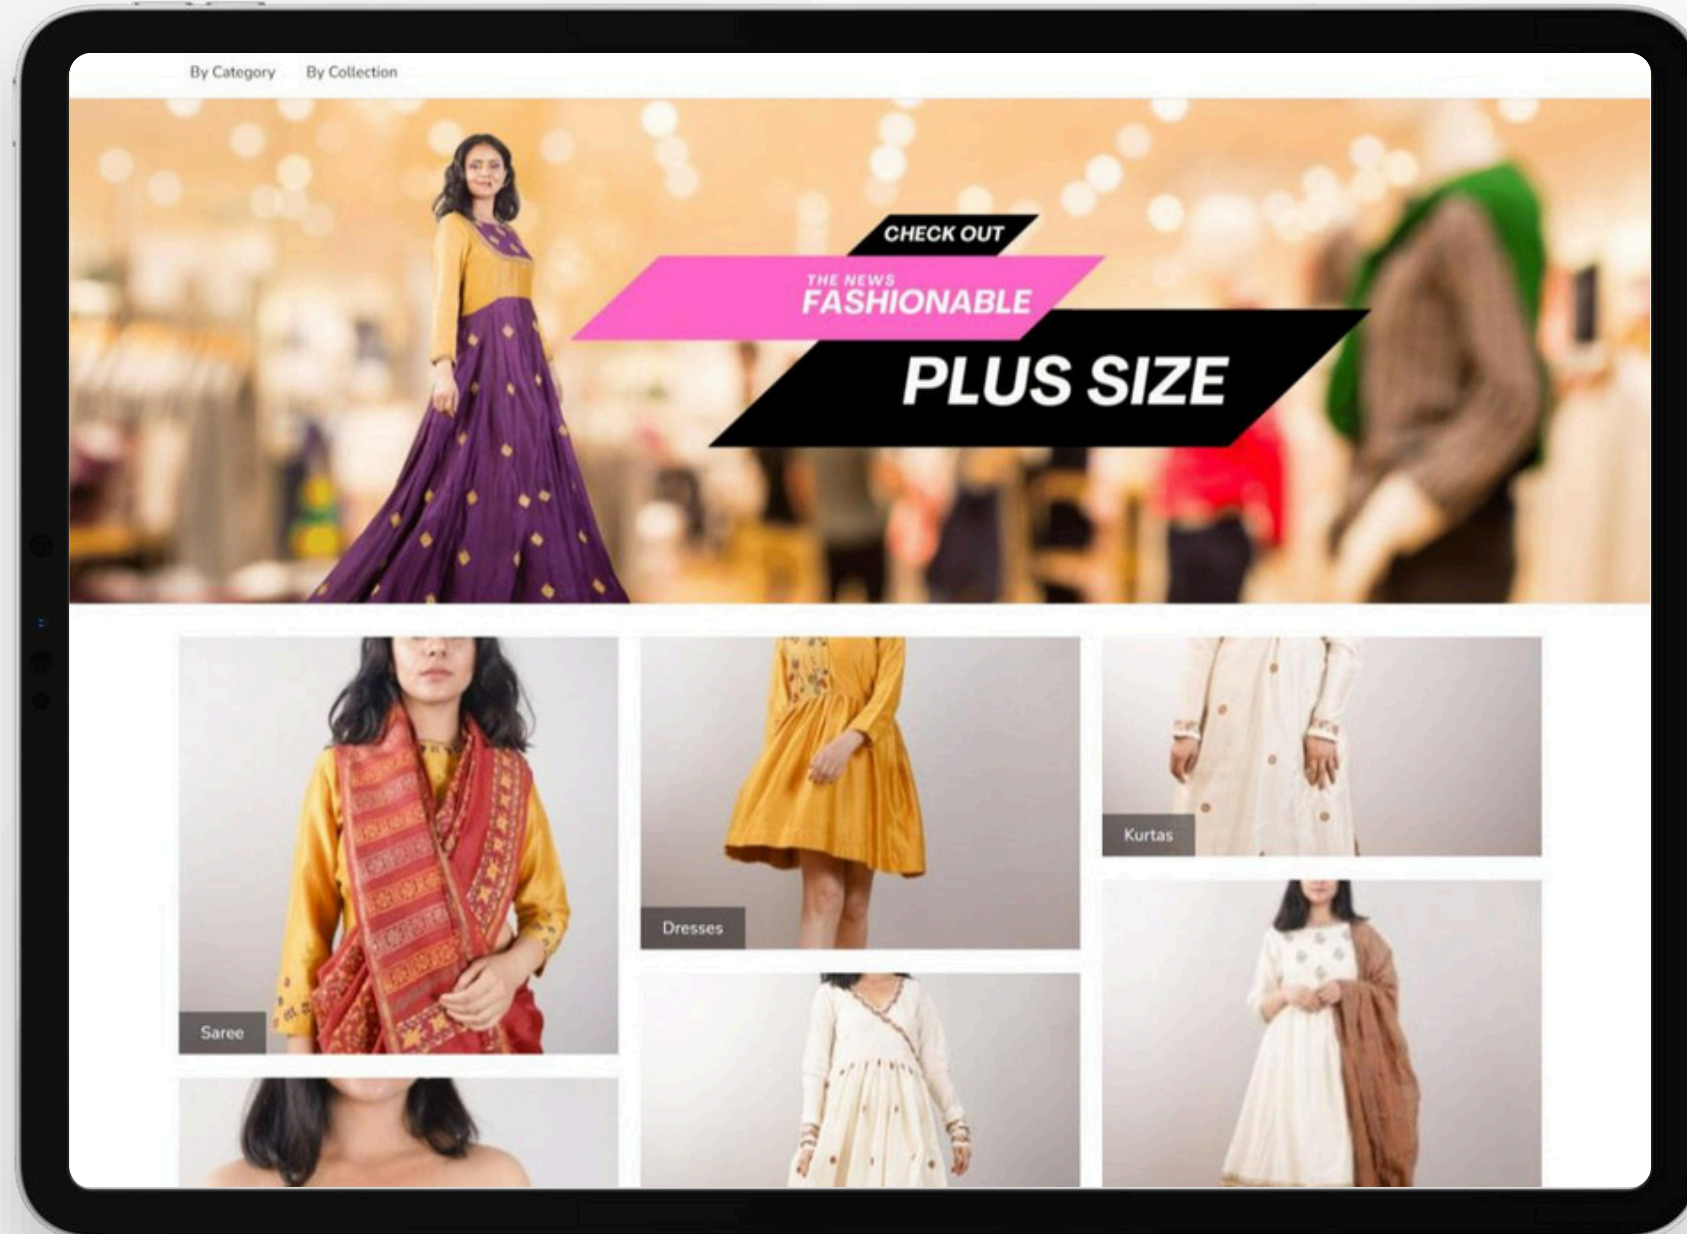 By Category By Collection
CHECK OUT
THE NEWS
FASHIONABLE
PLUS SIZE
Saree
Dresses
Kurtas